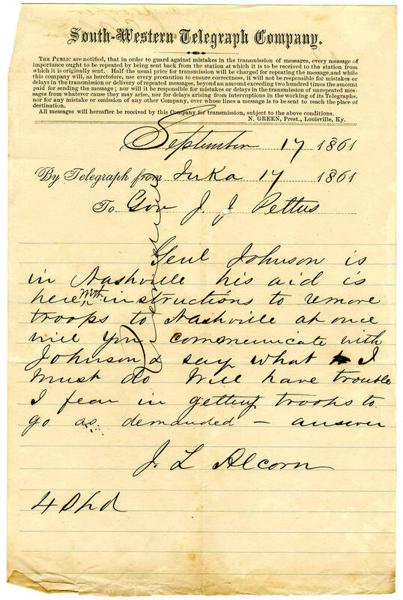 South-Western Telegraph Company.
THE PUBLIC are notified, that in order to guard against mistakes in the transmission of messages, every message of
importance ought to be repeated by being sent back from the station at which it is to be received to the station from
which it is originally sent. Half the usual price for transmission will be charged for repeating the message, and while
this company will, as heretofore, use every precaution to ensure correctness, it will not be responsible for mistakes or
delays in the transmission or delivery of repeated messages, beyond an amount exceeding two hundred times the amount
paid for sending the message; nor will it be responsible for mistakes or delays in the transmission of unrepeated mes-
sages from whatever cause they may arise, nor for delays arising from interruptions in the working of its Telegraphs,
nor for any mistake or omission of any other Company, over whose lines a message is to be sent to reach the place of
destination.
All messages will hereafter be received by this Company for transmission, subject to the above conditions.
N. GREEN, Prest., Louisville, Ky.
September 17 1861
By Telegraph from Iuka 17 1861
To Gov J. J Pettus
Genl Johnson is
in Nashville his aid is
here with instructions to remove
troops to Nashville at once
will you communicate with
Johnson & say what I
must do Will have trouble
I fear in getting troops to
go as demanded – answer
J. L Alcorn